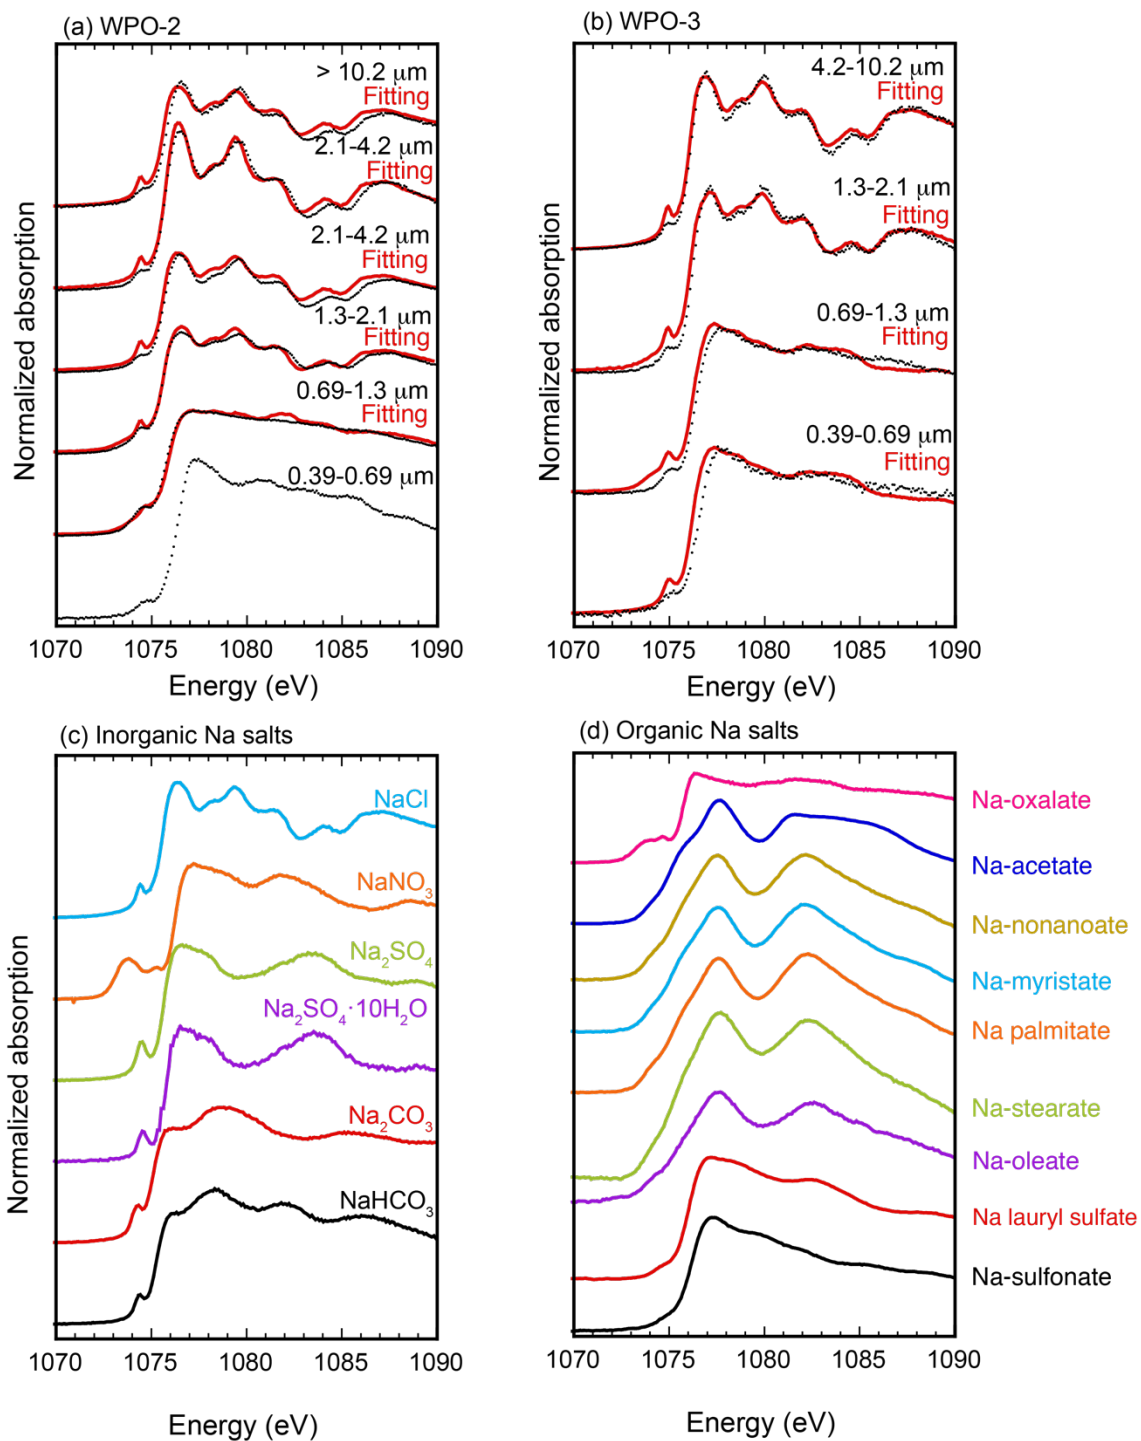 (a) WPO-2
> 10.2 μm
Fitting
2.1-4.2 μm
Fitting
2.1-4.2 μm
Fitting
1.3-2.1 μm
Fitting
0.69-1.3 μm
Fitting
0.39-0.69 μm
Normalized absorption
1070 1075 1080 1085 1090
Energy (eV)
(b) WPO-3
4.2-10.2 μm
Fitting
1.3-2.1 μm
Fitting
0.69-1.3 μm
Fitting
0.39-0.69 μm
Fitting
Normalized absorption
1070 1075 1080 1085 1090
Energy (eV)
(c) Inorganic Na salts
NaCl
NaNO₃
Na₂SO₄
Na₂SO₄·10H₂O
Na₂CO₃
NaHCO₃
Normalized absorption
1070 1075 1080 1085 1090
Energy (eV)
(d) Organic Na salts
Na-oxalate
Na-acetate
Na-nonanoate
Na-myristate
Na palmitate
Na-stearate
Na-oleate
Na lauryl sulfate
Na-sulfonate
1070 1075 1080 1085 1090
Energy (eV)